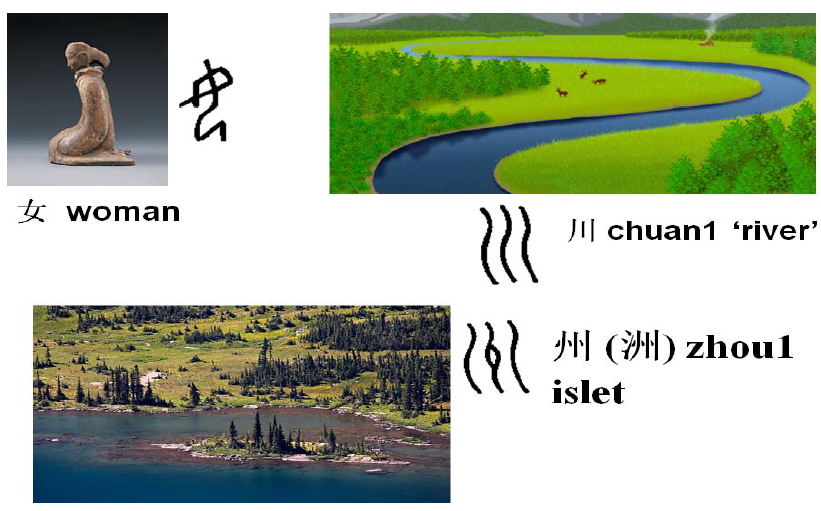 女 woman
川 chuan1 ‘river’
州 (洲) zhou1
islet